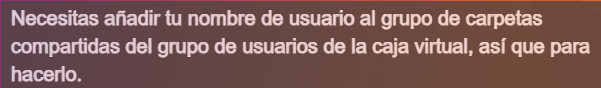 Necesitas añadir tu nombre de usuario al grupo de carpetas
compartidas del grupo de usuarios de la caja virtual, así que para
hacerlo.